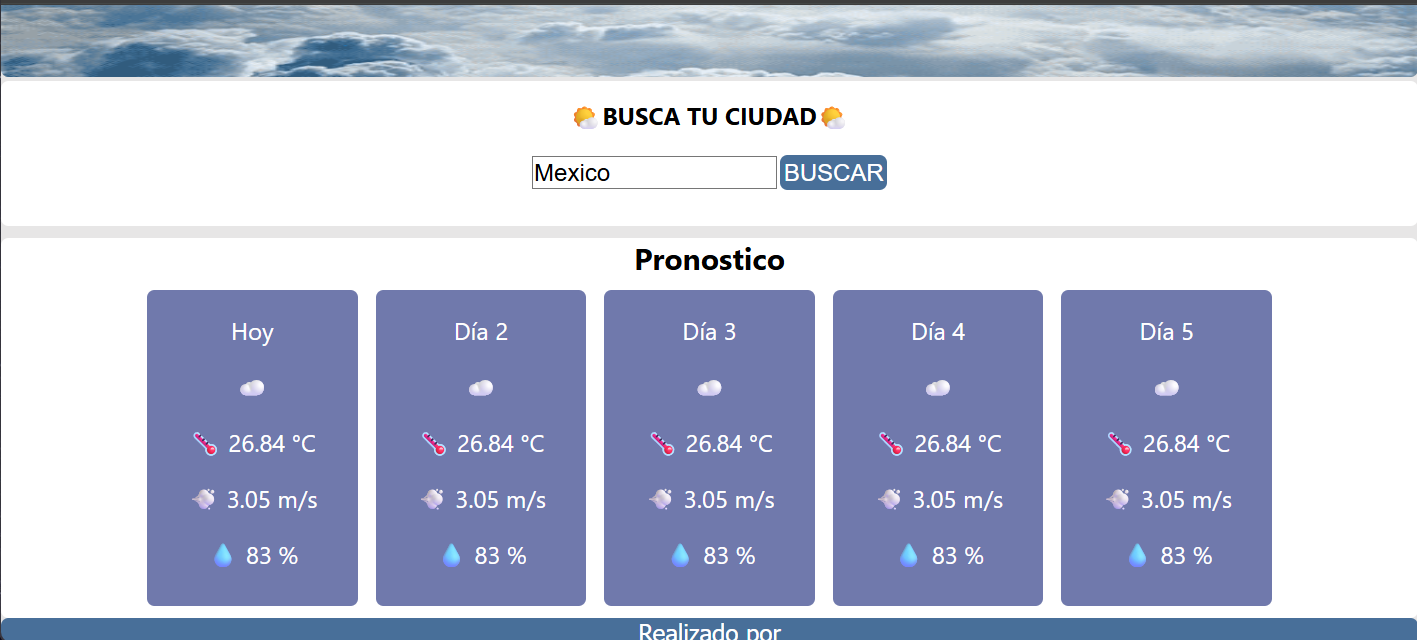 BUSCA TU CIUDAD
Mexico BUSCAR
Pronostico
Hoy Día 2 Día 3 Día 4 Día 5
26.84 °C 26.84 °C 26.84 °C 26.84 °C 26.84 °C
3.05 m/s 3.05 m/s 3.05 m/s 3.05 m/s 3.05 m/s
83 % 83 % 83 % 83 % 83 %
Realizado por